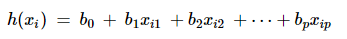 h(xᵢ) = b₀ + b₁xᵢ₁ + b₂xᵢ₂ + ··· + bₚxᵢₚ